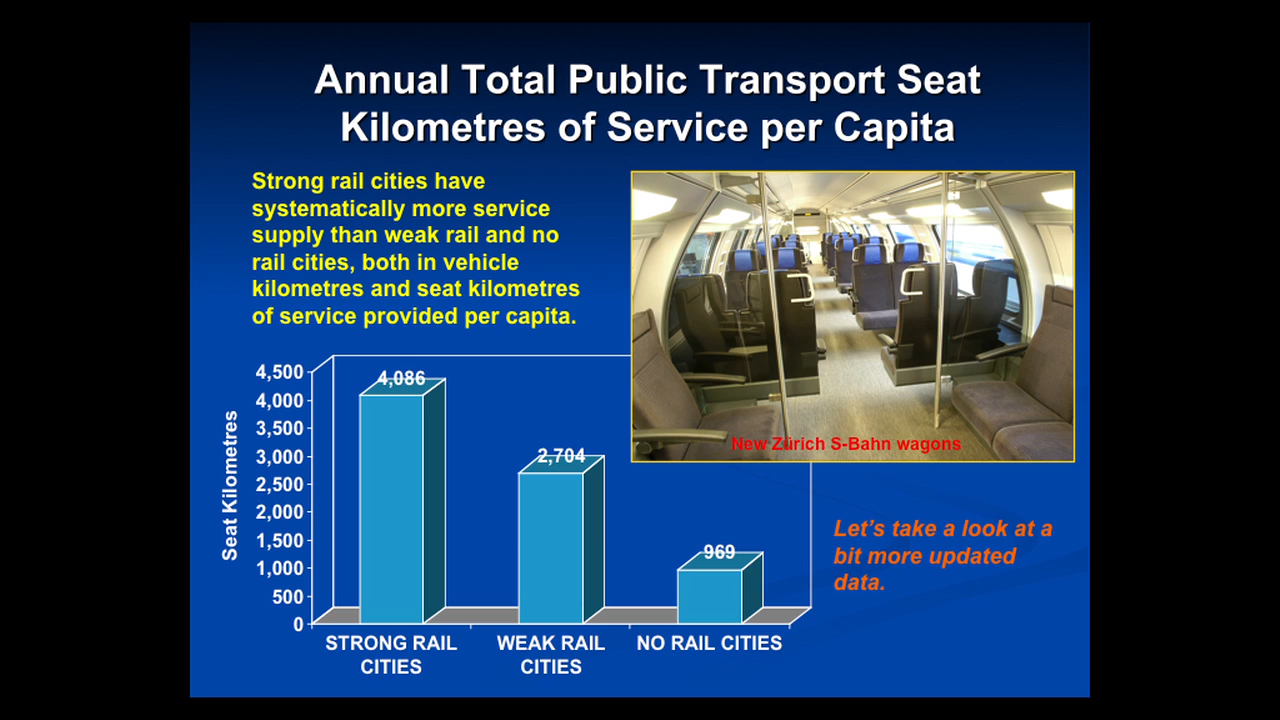 Annual Total Public Transport Seat
Kilometres of Service per Capita
Strong rail cities have
systematically more service
supply than weak rail and no
rail cities, both in vehicle
kilometres and seat kilometres
of service provided per capita.
New Zürich S-Bahn wagons
Seat Kilometres
4,500
4,000
3,500
3,000
2,500
2,000
1,500
1,000
500
0
4,086
2,704
969
STRONG RAIL
CITIES
WEAK RAIL
CITIES
NO RAIL CITIES
Let’s take a look at a
bit more updated
data.